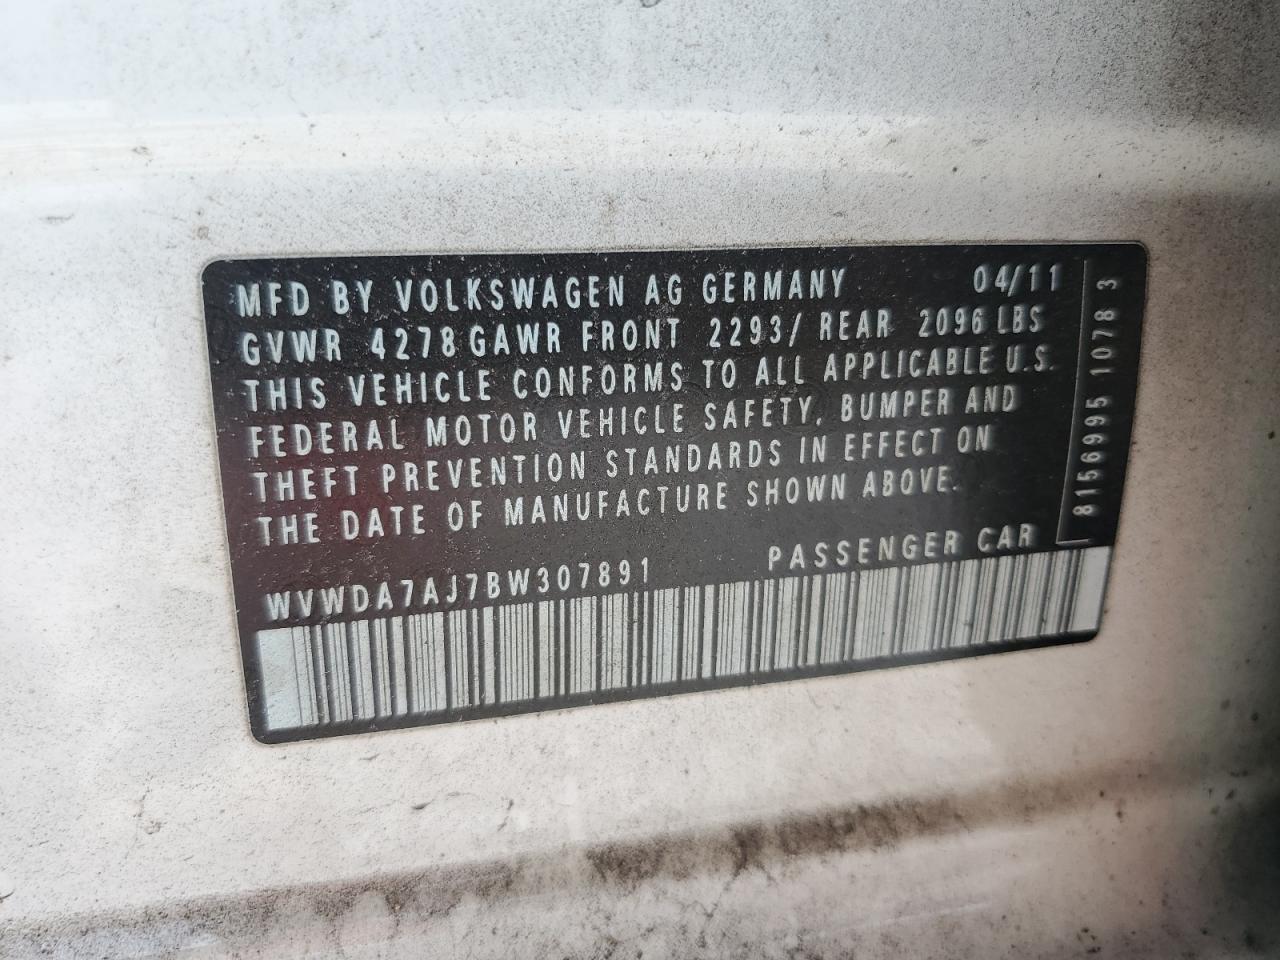 MFD BY VOLKSWAGEN AG GERMANY 04/11
GVWR 4278 GAWR FRONT 2293/ REAR 2096 LBS
THIS VEHICLE CONFORMS TO ALL APPLICABLE U.S.
FEDERAL MOTOR VEHICLE SAFETY, BUMPER AND
THEFT PREVENTION STANDARDS IN EFFECT ON
THE DATE OF MANUFACTURE SHOWN ABOVE.
WVWDA7AJ7BW307891 PASSENGER CAR
8156995 1078 3